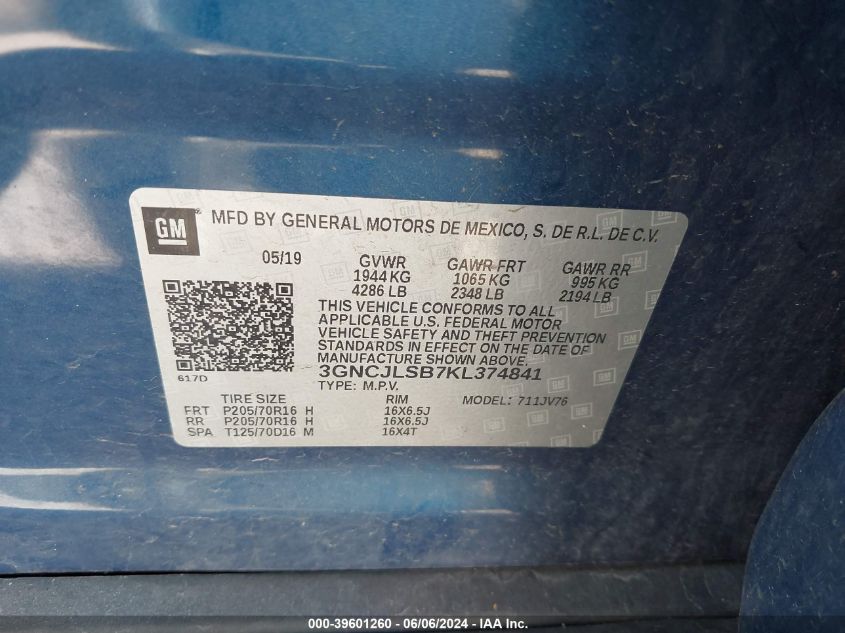 GM
MFD BY GENERAL MOTORS DE MEXICO, S. DE R.L. DE C.V.
05/19 GVWR GAWR FRT GAWR RR
1944 KG 1065 KG 995 KG
4286 LB 2348 LB 2194 LB
THIS VEHICLE CONFORMS TO ALL
APPLICABLE U.S. FEDERAL MOTOR
VEHICLE SAFETY AND THEFT PREVENTION
STANDARDS IN EFFECT ON THE DATE OF
MANUFACTURE SHOWN ABOVE.
617D
3GNCJLSB7KL374841
TYPE: M.P.V.
TIRE SIZE RIM MODEL: 711JV76
FRT P205/70R16 H 16X6.5J
RR P205/70R16 H 16X6.5J
SPA T125/70D16 M 16X4T
000-39601260 - 06/06/2024 - IAA Inc.